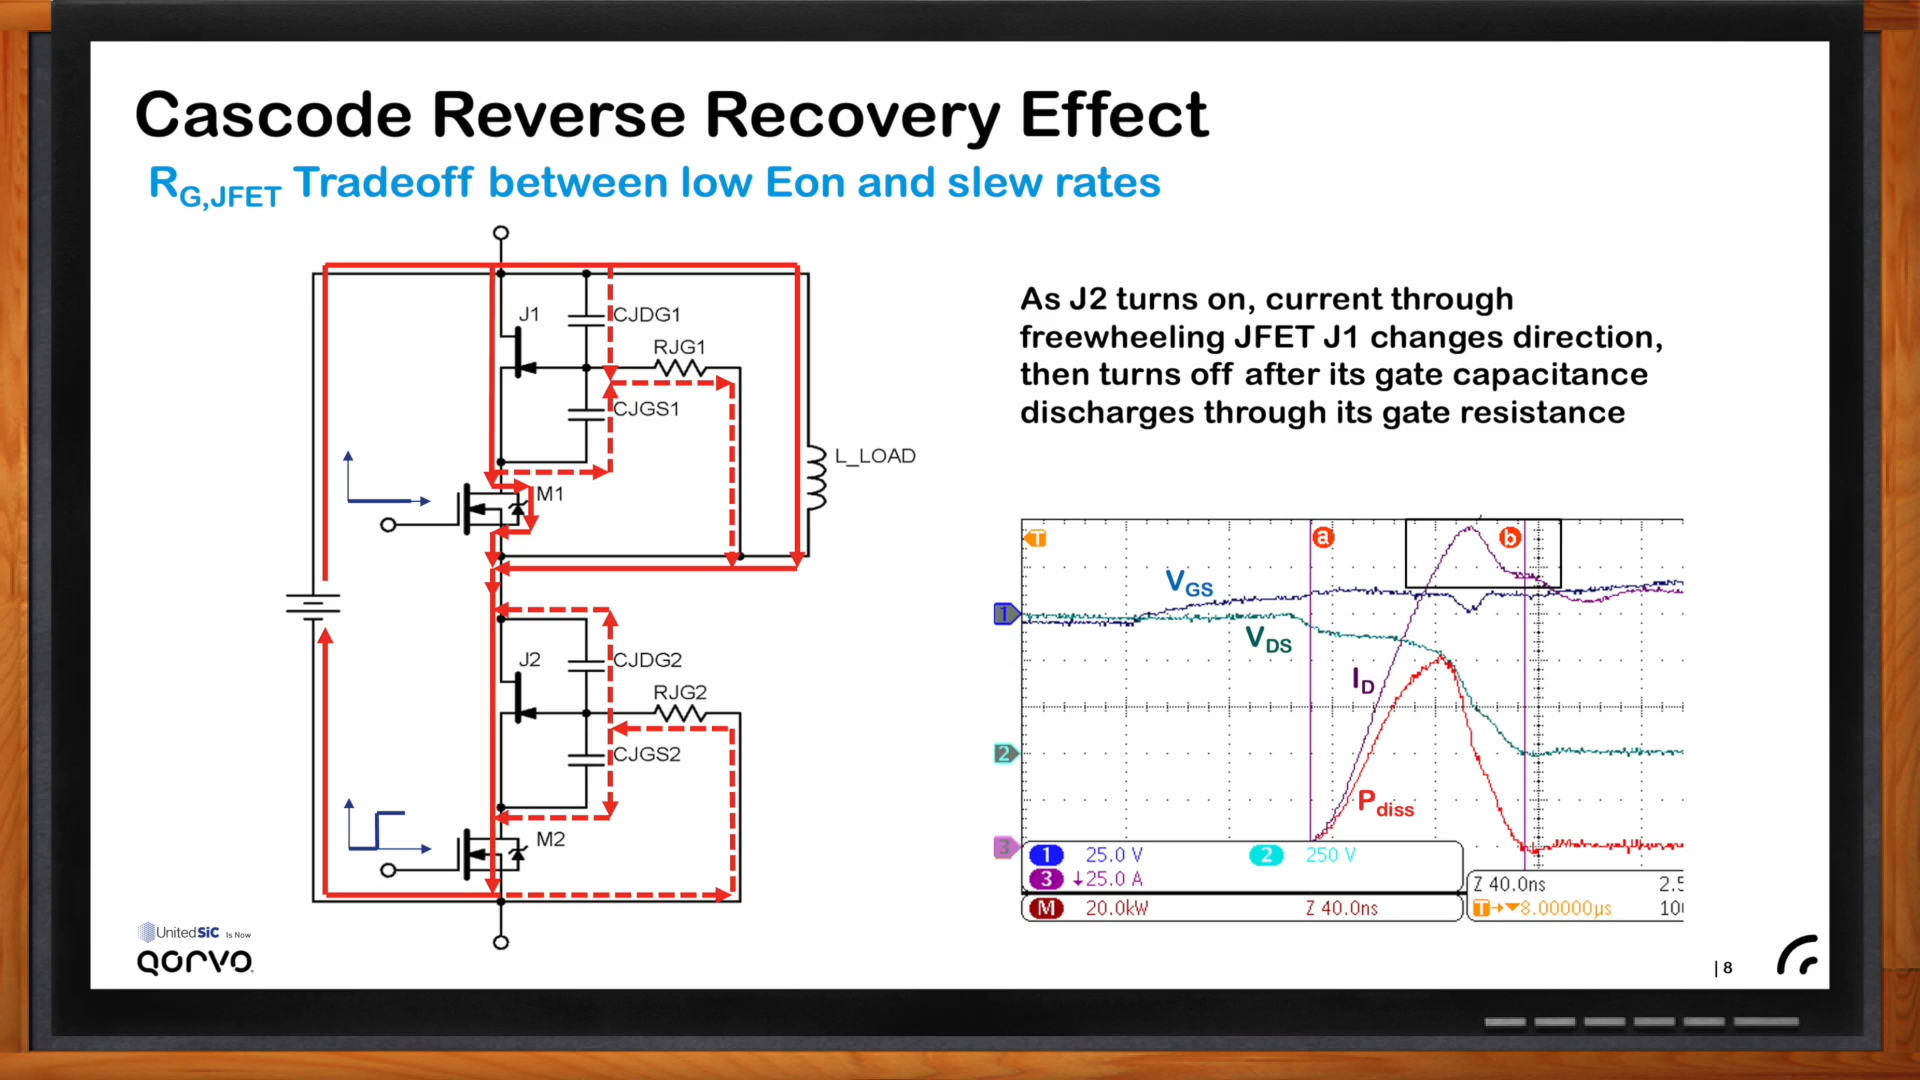 Cascode Reverse Recovery Effect
RG,JFET Tradeoff between low Eon and slew rates
J1
CJDG1
RJG1
CJGS1
L_LOAD
M1
J2
CJDG2
RJG2
CJGS2
M2
As J2 turns on, current through
freewheeling JFET J1 changes direction,
then turns off after its gate capacitance
discharges through its gate resistance
T
a
b
VGS
1
VDS
ID
2
Pdiss
3
1 25.0 V 2 250 V
3 ↓25.0 A
M 20.0kW Z 40.0ns
Z 40.0ns 2.5
T→▼8.00000µs 10
UnitedSiC Is Now
QORVO
| 8